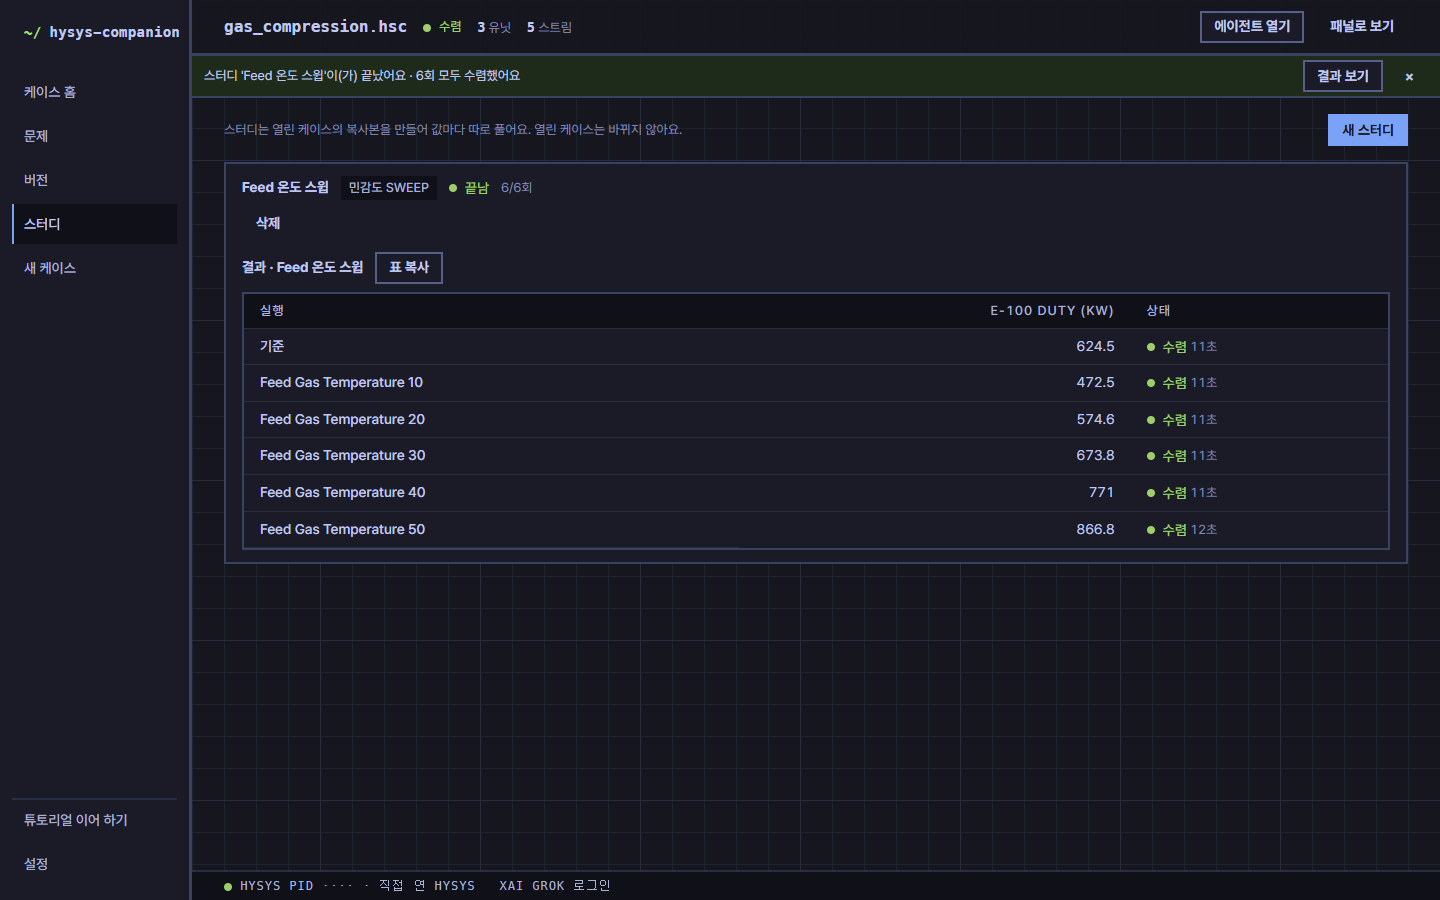 ~/ hysys-companion
케이스 홈
문제
버전
스터디
새 케이스
튜토리얼 이어 하기
설정
gas_compression.hsc 수렴 3 유닛 5 스트림 에이전트 열기 패널로 보기
스터디 'Feed 온도 스윕'이(가) 끝났어요 · 6회 모두 수렴했어요 결과 보기 ×
스터디는 열린 케이스의 복사본을 만들어 값마다 따로 풀어요. 열린 케이스는 바뀌지 않아요. 새 스터디
Feed 온도 스윕 민감도 SWEEP 끝남 6/6회
삭제
결과 · Feed 온도 스윕 표 복사
실행 E-100 DUTY (KW) 상태
기준 624.5 수렴 11초
Feed Gas Temperature 10 472.5 수렴 11초
Feed Gas Temperature 20 574.6 수렴 11초
Feed Gas Temperature 30 673.8 수렴 11초
Feed Gas Temperature 40 771 수렴 11초
Feed Gas Temperature 50 866.8 수렴 12초
HYSYS PID ···· · 직접 연 HYSYS XAI GROK 로그인